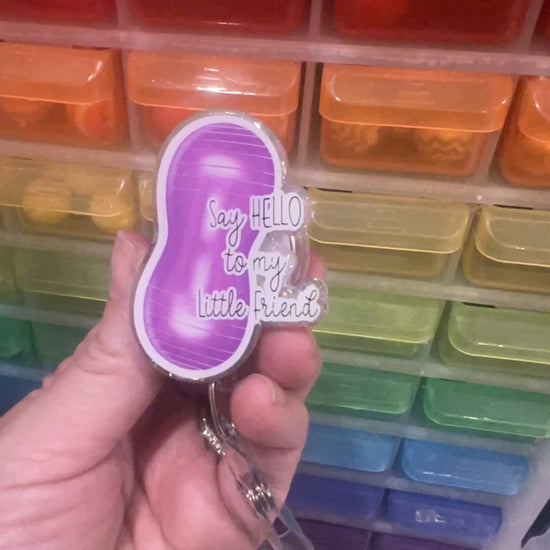 Say HELLO
to my
Little Friend